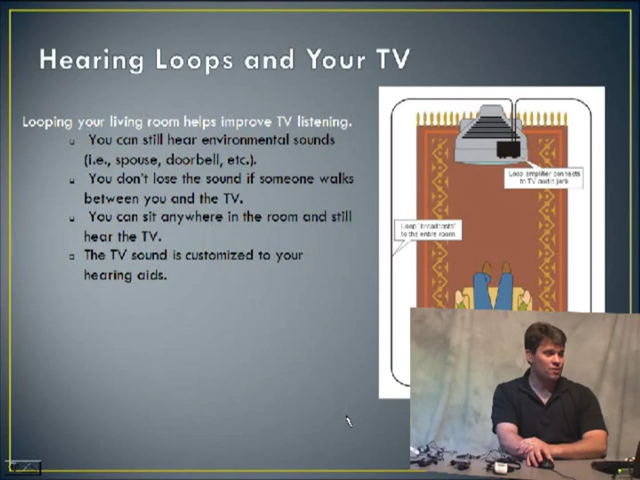 Hearing Loops and Your TV
Looping your living room helps improve TV listening.
You can still hear environmental sounds
(i.e., spouse, doorbell, etc.).
You don't lose the sound if someone walks
between you and the TV.
You can sit anywhere in the room and still
hear the TV.
The TV sound is customized to your
hearing aids.
Loop amplifier connects
to TV audio jack
Loop "broadcasts"
to the entire room